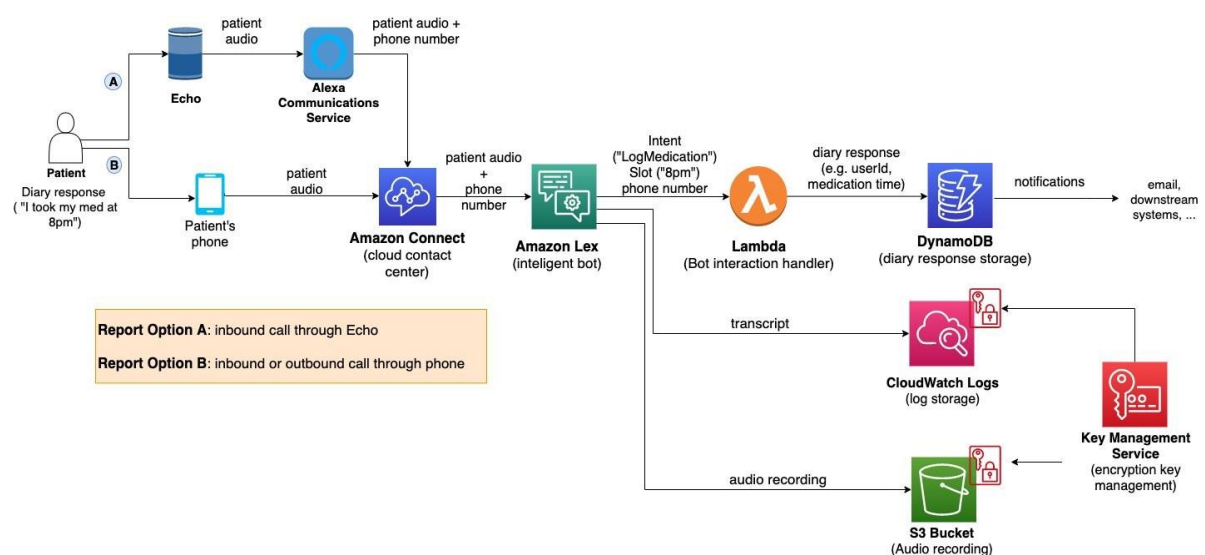 patient
audio
patient audio +
phone number
A
Echo
Alexa
Communications
Service
B
Patient
Diary response
( "I took my med at
8pm")
Patient's
phone
patient
audio
Amazon Connect
(cloud contact
center)
patient audio
+
phone
number
Amazon Lex
(inteligent bot)
Intent
("LogMedication")
Slot ("8pm")
phone number
Lambda
(Bot interaction handler)
diary response
(e.g. userId,
medication time)
DynamoDB
(diary response storage)
notifications
email,
downstream
systems, ...
Report Option A: inbound call through Echo
Report Option B: inbound or outbound call through phone
transcript
CloudWatch Logs
(log storage)
Key Management
Service
(encryption key
management)
audio recording
S3 Bucket
(Audio recording)